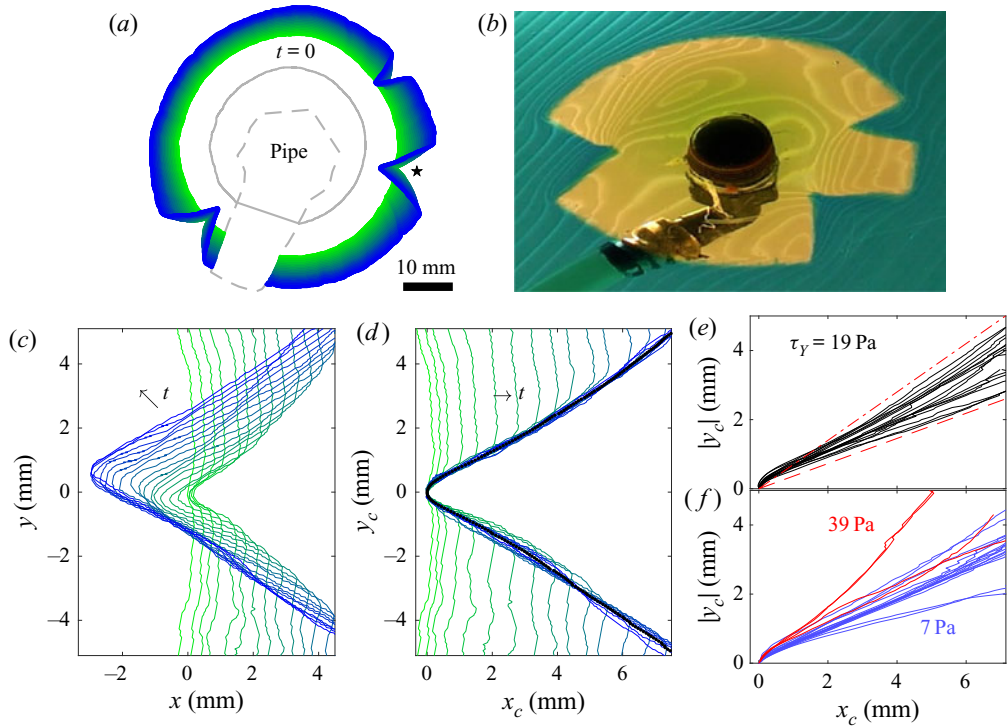 (a)
t = 0
Pipe
★
10 mm
(b)
(c)
4
2
0
−2
−4
y (mm)
t
−2
0
2
4
x (mm)
(d)
4
2
0
−2
−4
y_c (mm)
t
0
2
4
6
x_c (mm)
(e)
τ_Y = 19 Pa
4
2
0
|y_c| (mm)
(f)
39 Pa
7 Pa
4
2
0
|y_c| (mm)
0
2
4
6
x_c (mm)